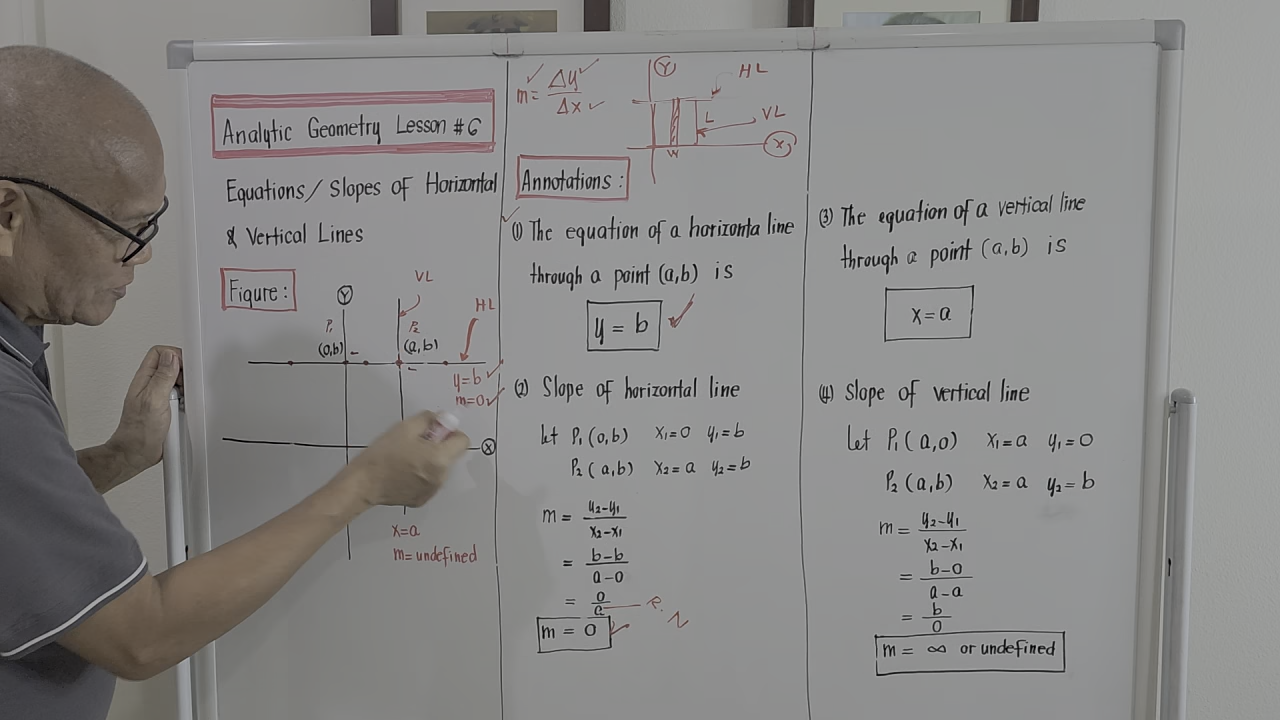 Analytic Geometry Lesson #6
Equations/Slopes of Horizontal
& Vertical Lines
Figure:
VL
Y
HL
P1
P2
(0,b)
(a,b)
y=b
m=0
X
x=a
m=undefined
m= Δy/Δx
Y
HL
L
VL
W
X
Annotations:
(1) The equation of a horizonta line
through a point (a,b) is
y = b
(2) Slope of horizontal line
let P1(0,b) x1=0 y1=b
P2(a,b) x2=a y2=b
m = y2-y1
x2-x1
= b-b
a-0
= 0
a
R.
N
m = 0
(3) The equation of a vertical line
through a point (a,b) is
x=a
(4) Slope of vertical line
let P1(a,0) x1=a y1=0
P2(a,b) x2=a y2=b
m= y2-y1
x2-x1
= b-0
a-a
= b
0
m= ∞ or undefined